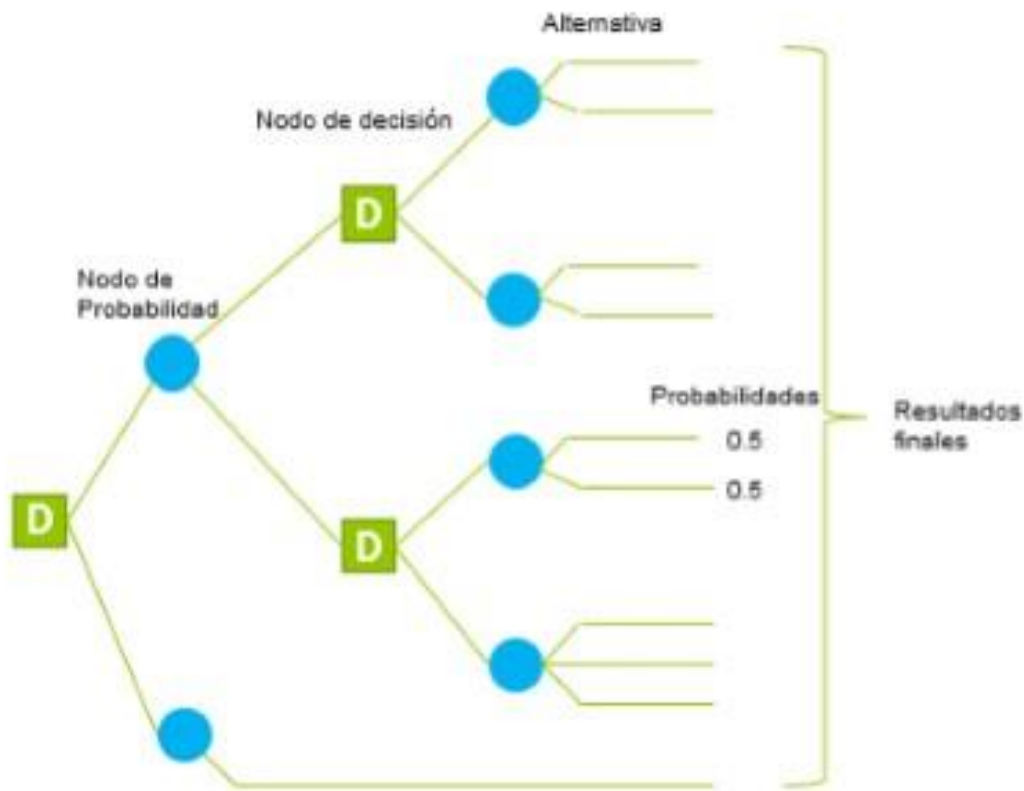 Alternativa
Nodo de decisión
D
Nodo de
Probabilidad
Probabilidades
0.5
0.5
Resultados
finales
D
D